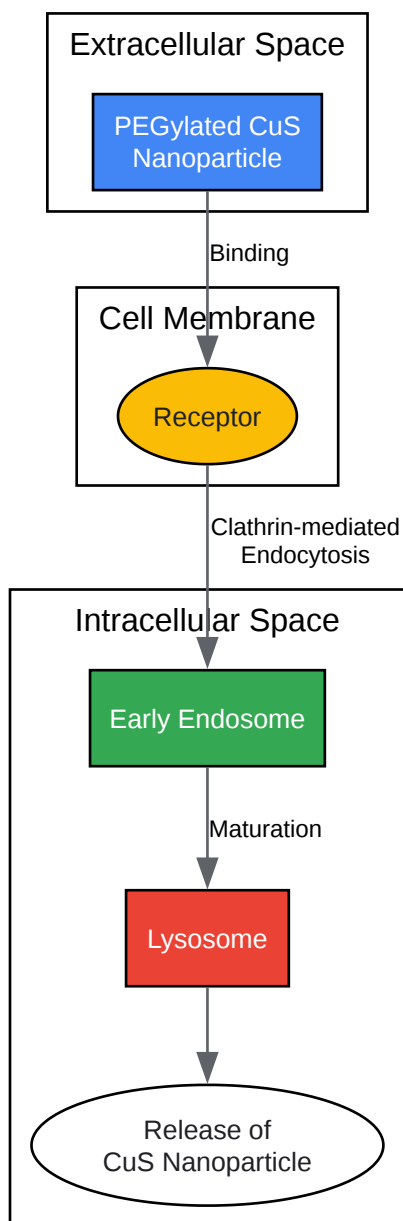 Extracellular Space
PEGylated CuS
Nanoparticle
Binding
Cell Membrane
Receptor
Clathrin-mediated
Endocytosis
Intracellular Space
Early Endosome
Maturation
Lysosome
Release of
CuS Nanoparticle